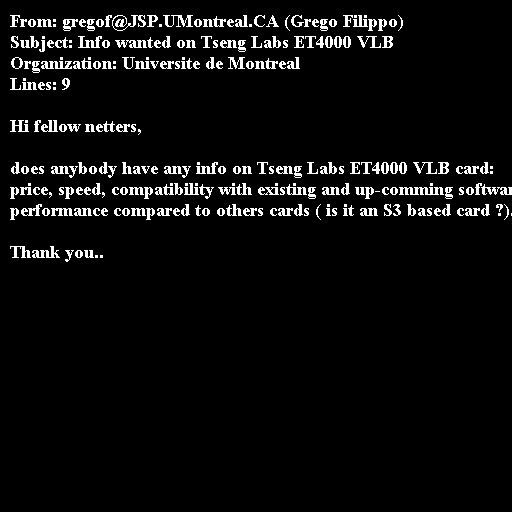 From: gregof@JSP.UMontreal.CA (Grego Filippo)
Subject: Info wanted on Tseng Labs ET4000 VLB
Organization: Universite de Montreal
Lines: 9

Hi fellow netters,

does anybody have any info on Tseng Labs ET4000 VLB card:
price, speed, compatibility with existing and up-comming softwar
performance compared to others cards ( is it an S3 based card ?).

Thank you..